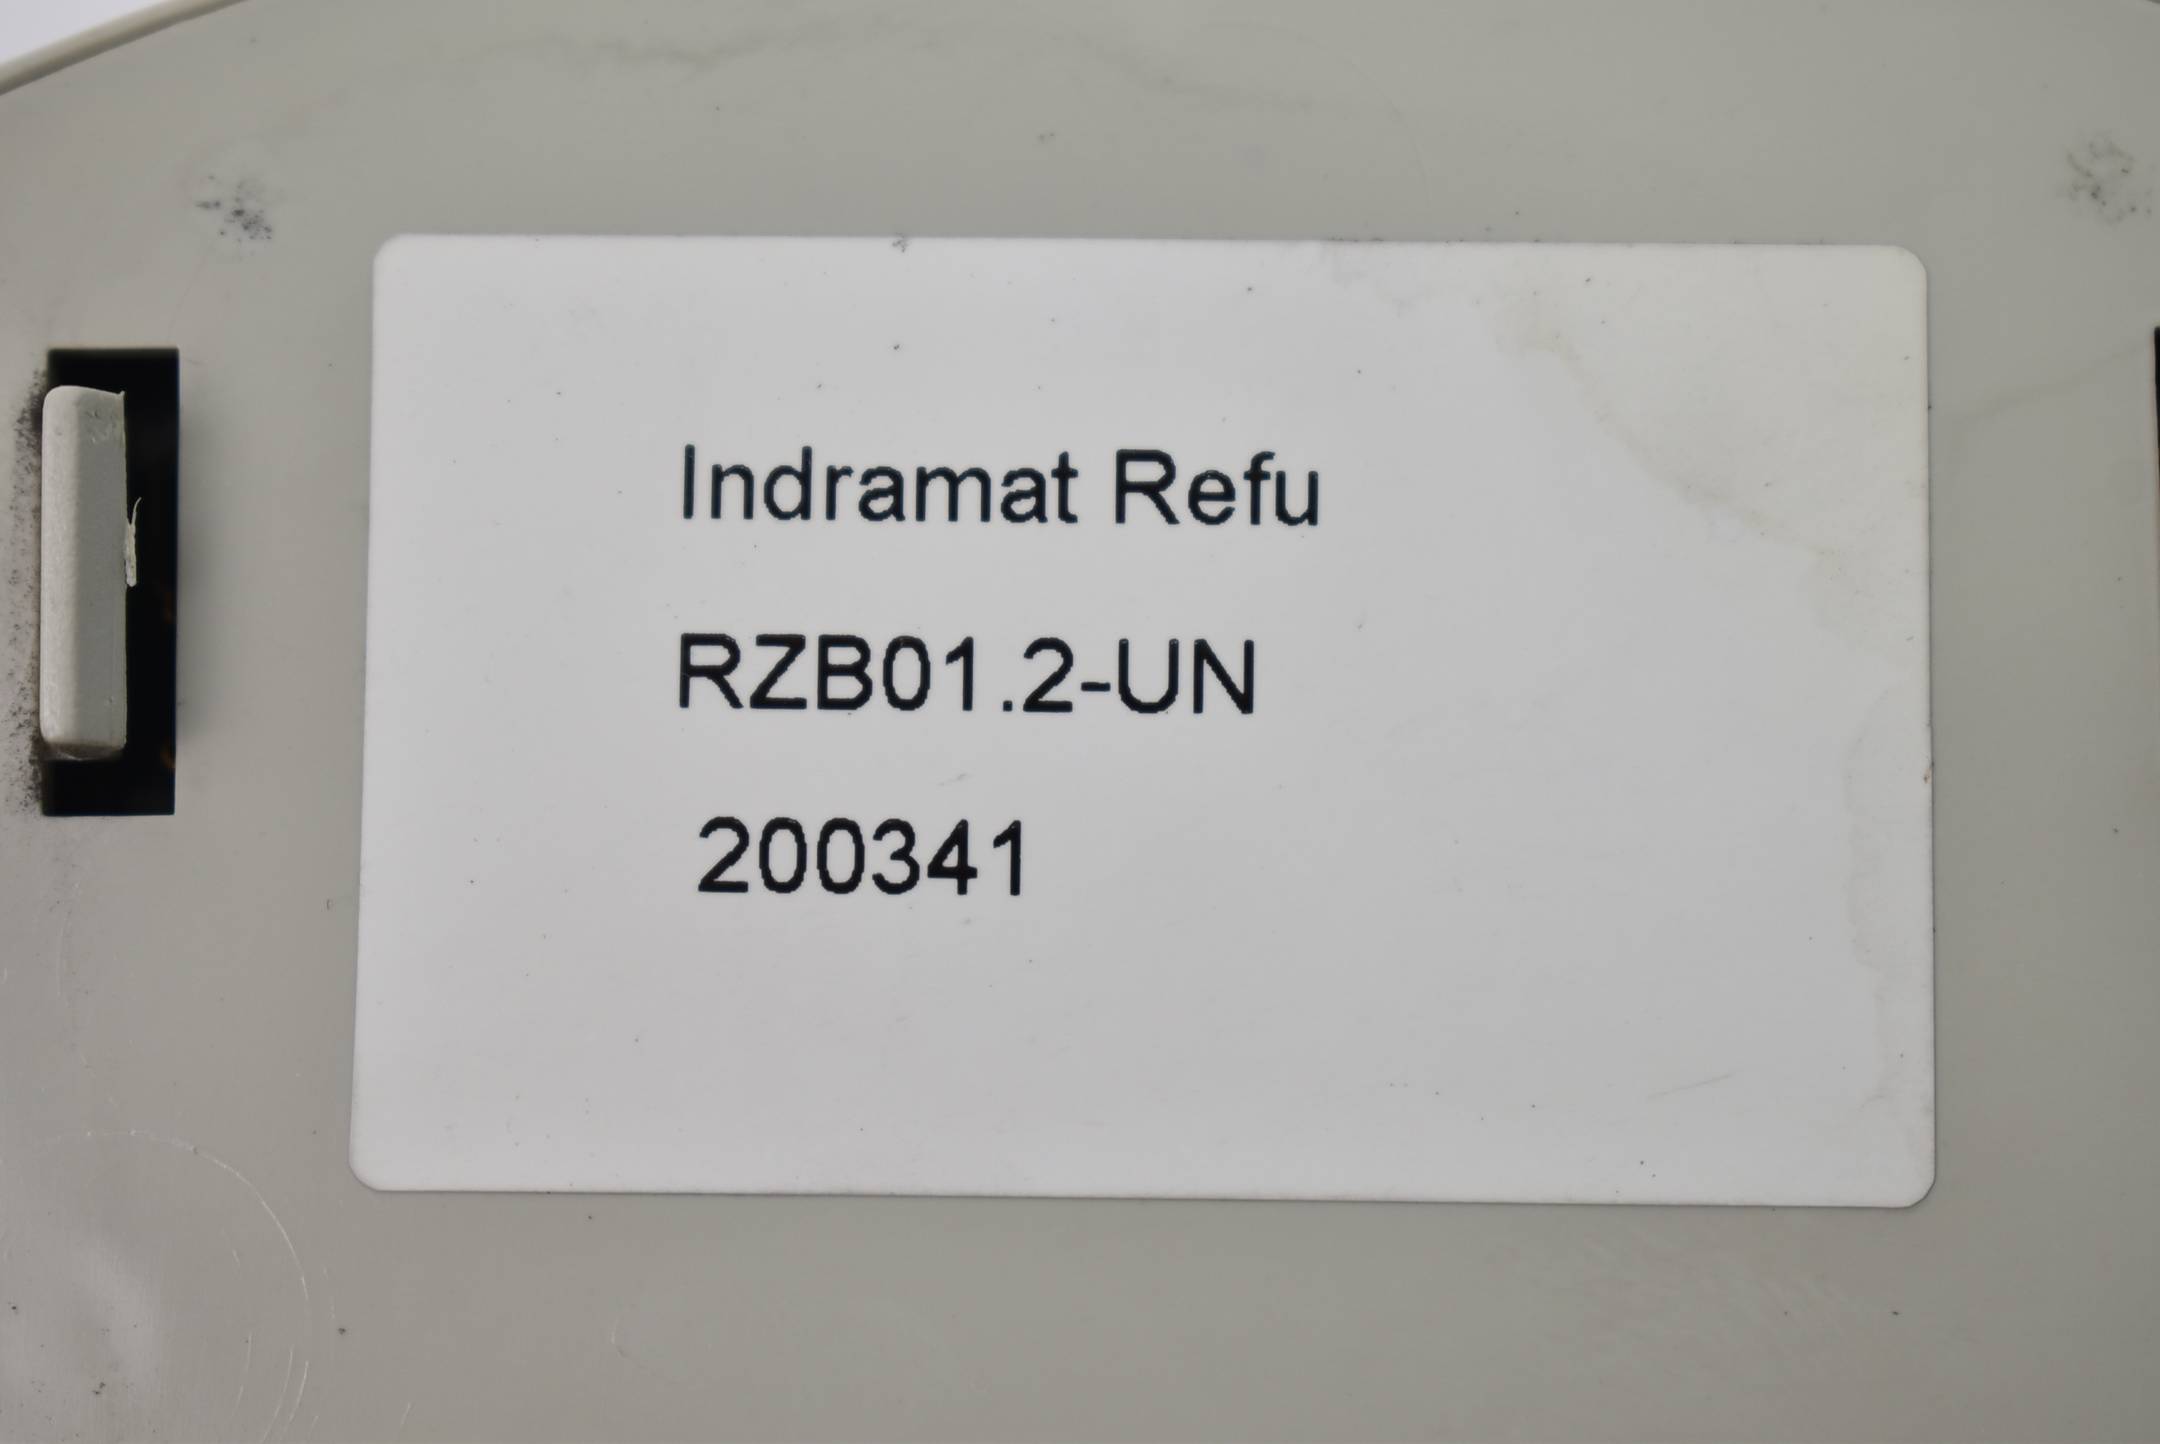 Indramat Refu
RZB01.2-UN
200341